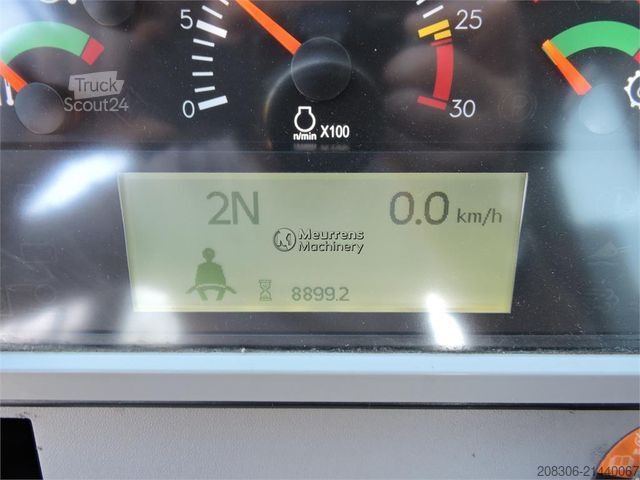 5
25
Truck
Scout24
0
30
n/min X100
2N
0.0 km/h
Meurrens
Machinery
8899.2
208306-21440067